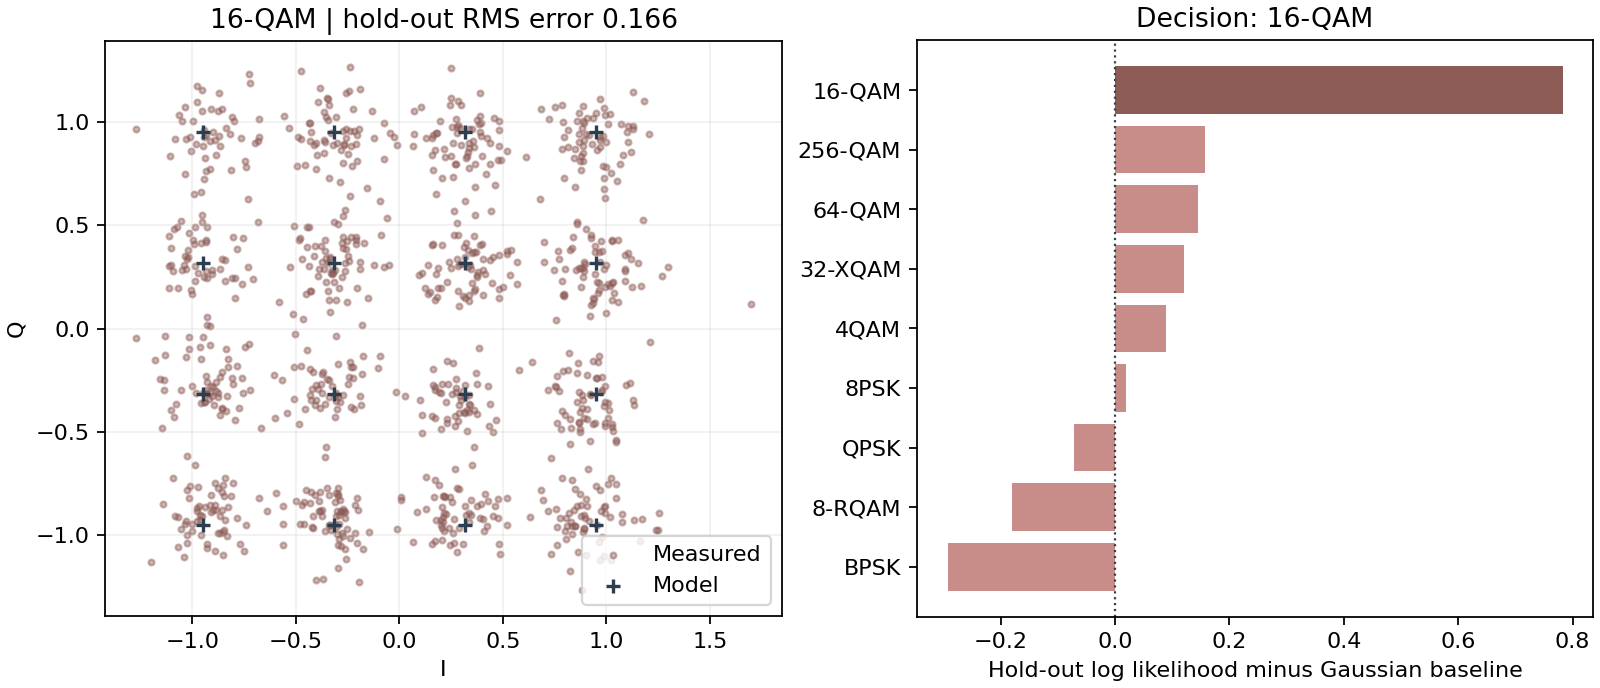 16-QAM | hold-out RMS error 0.166
Q
1.0
0.5
0.0
−0.5
−1.0
−1.0
−0.5
0.0
0.5
1.0
1.5
I
Measured
Model
Decision: 16-QAM
16-QAM
256-QAM
64-QAM
32-XQAM
4QAM
8PSK
QPSK
8-RQAM
BPSK
−0.2
0.0
0.2
0.4
0.6
0.8
Hold-out log likelihood minus Gaussian baseline